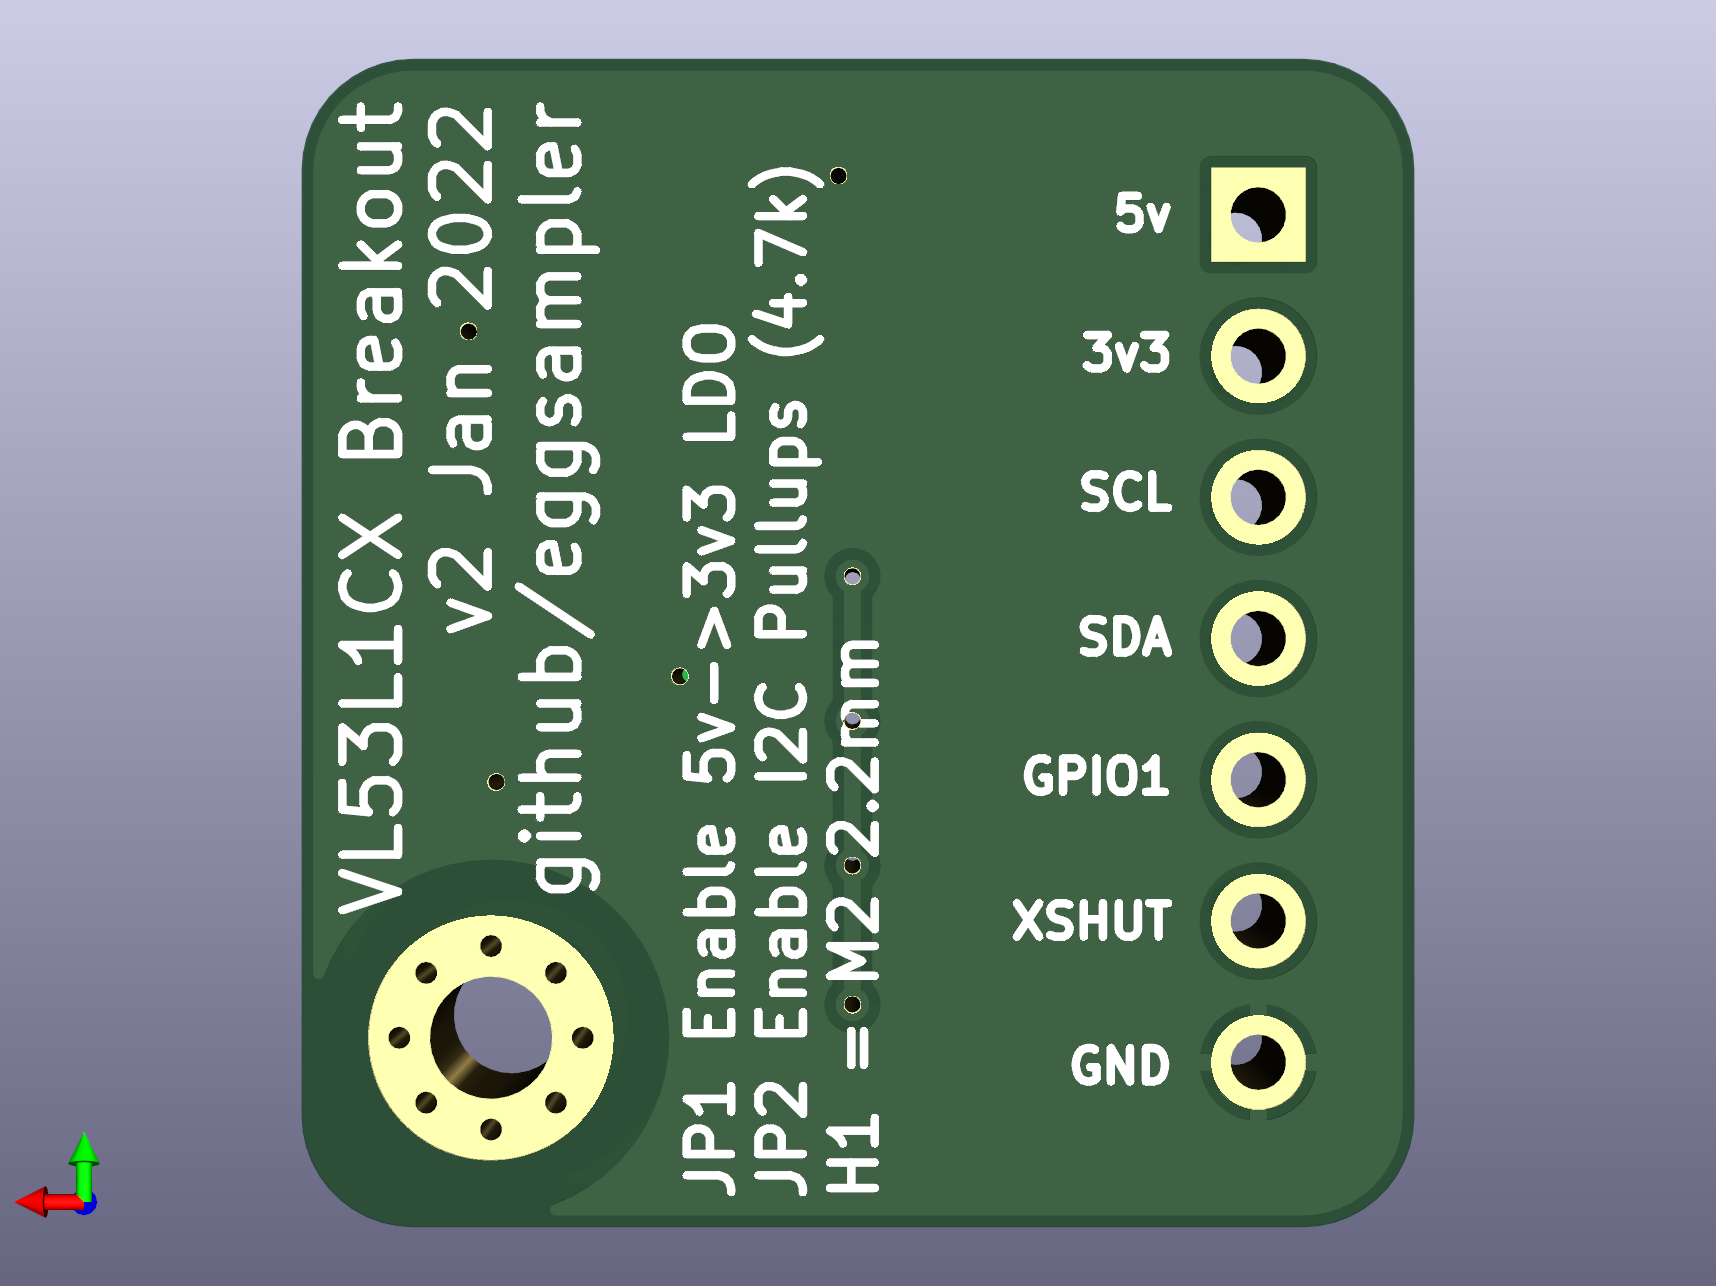 VL53L1CX Breakout
v2 Jan 2022
github/eggsampler
JP1 Enable 5v->3v3 LDO
JP2 Enable I2C Pullups (4.7k)
H1 = M2 2.2mm
5v
3v3
SCL
SDA
GPIO1
XSHUT
GND